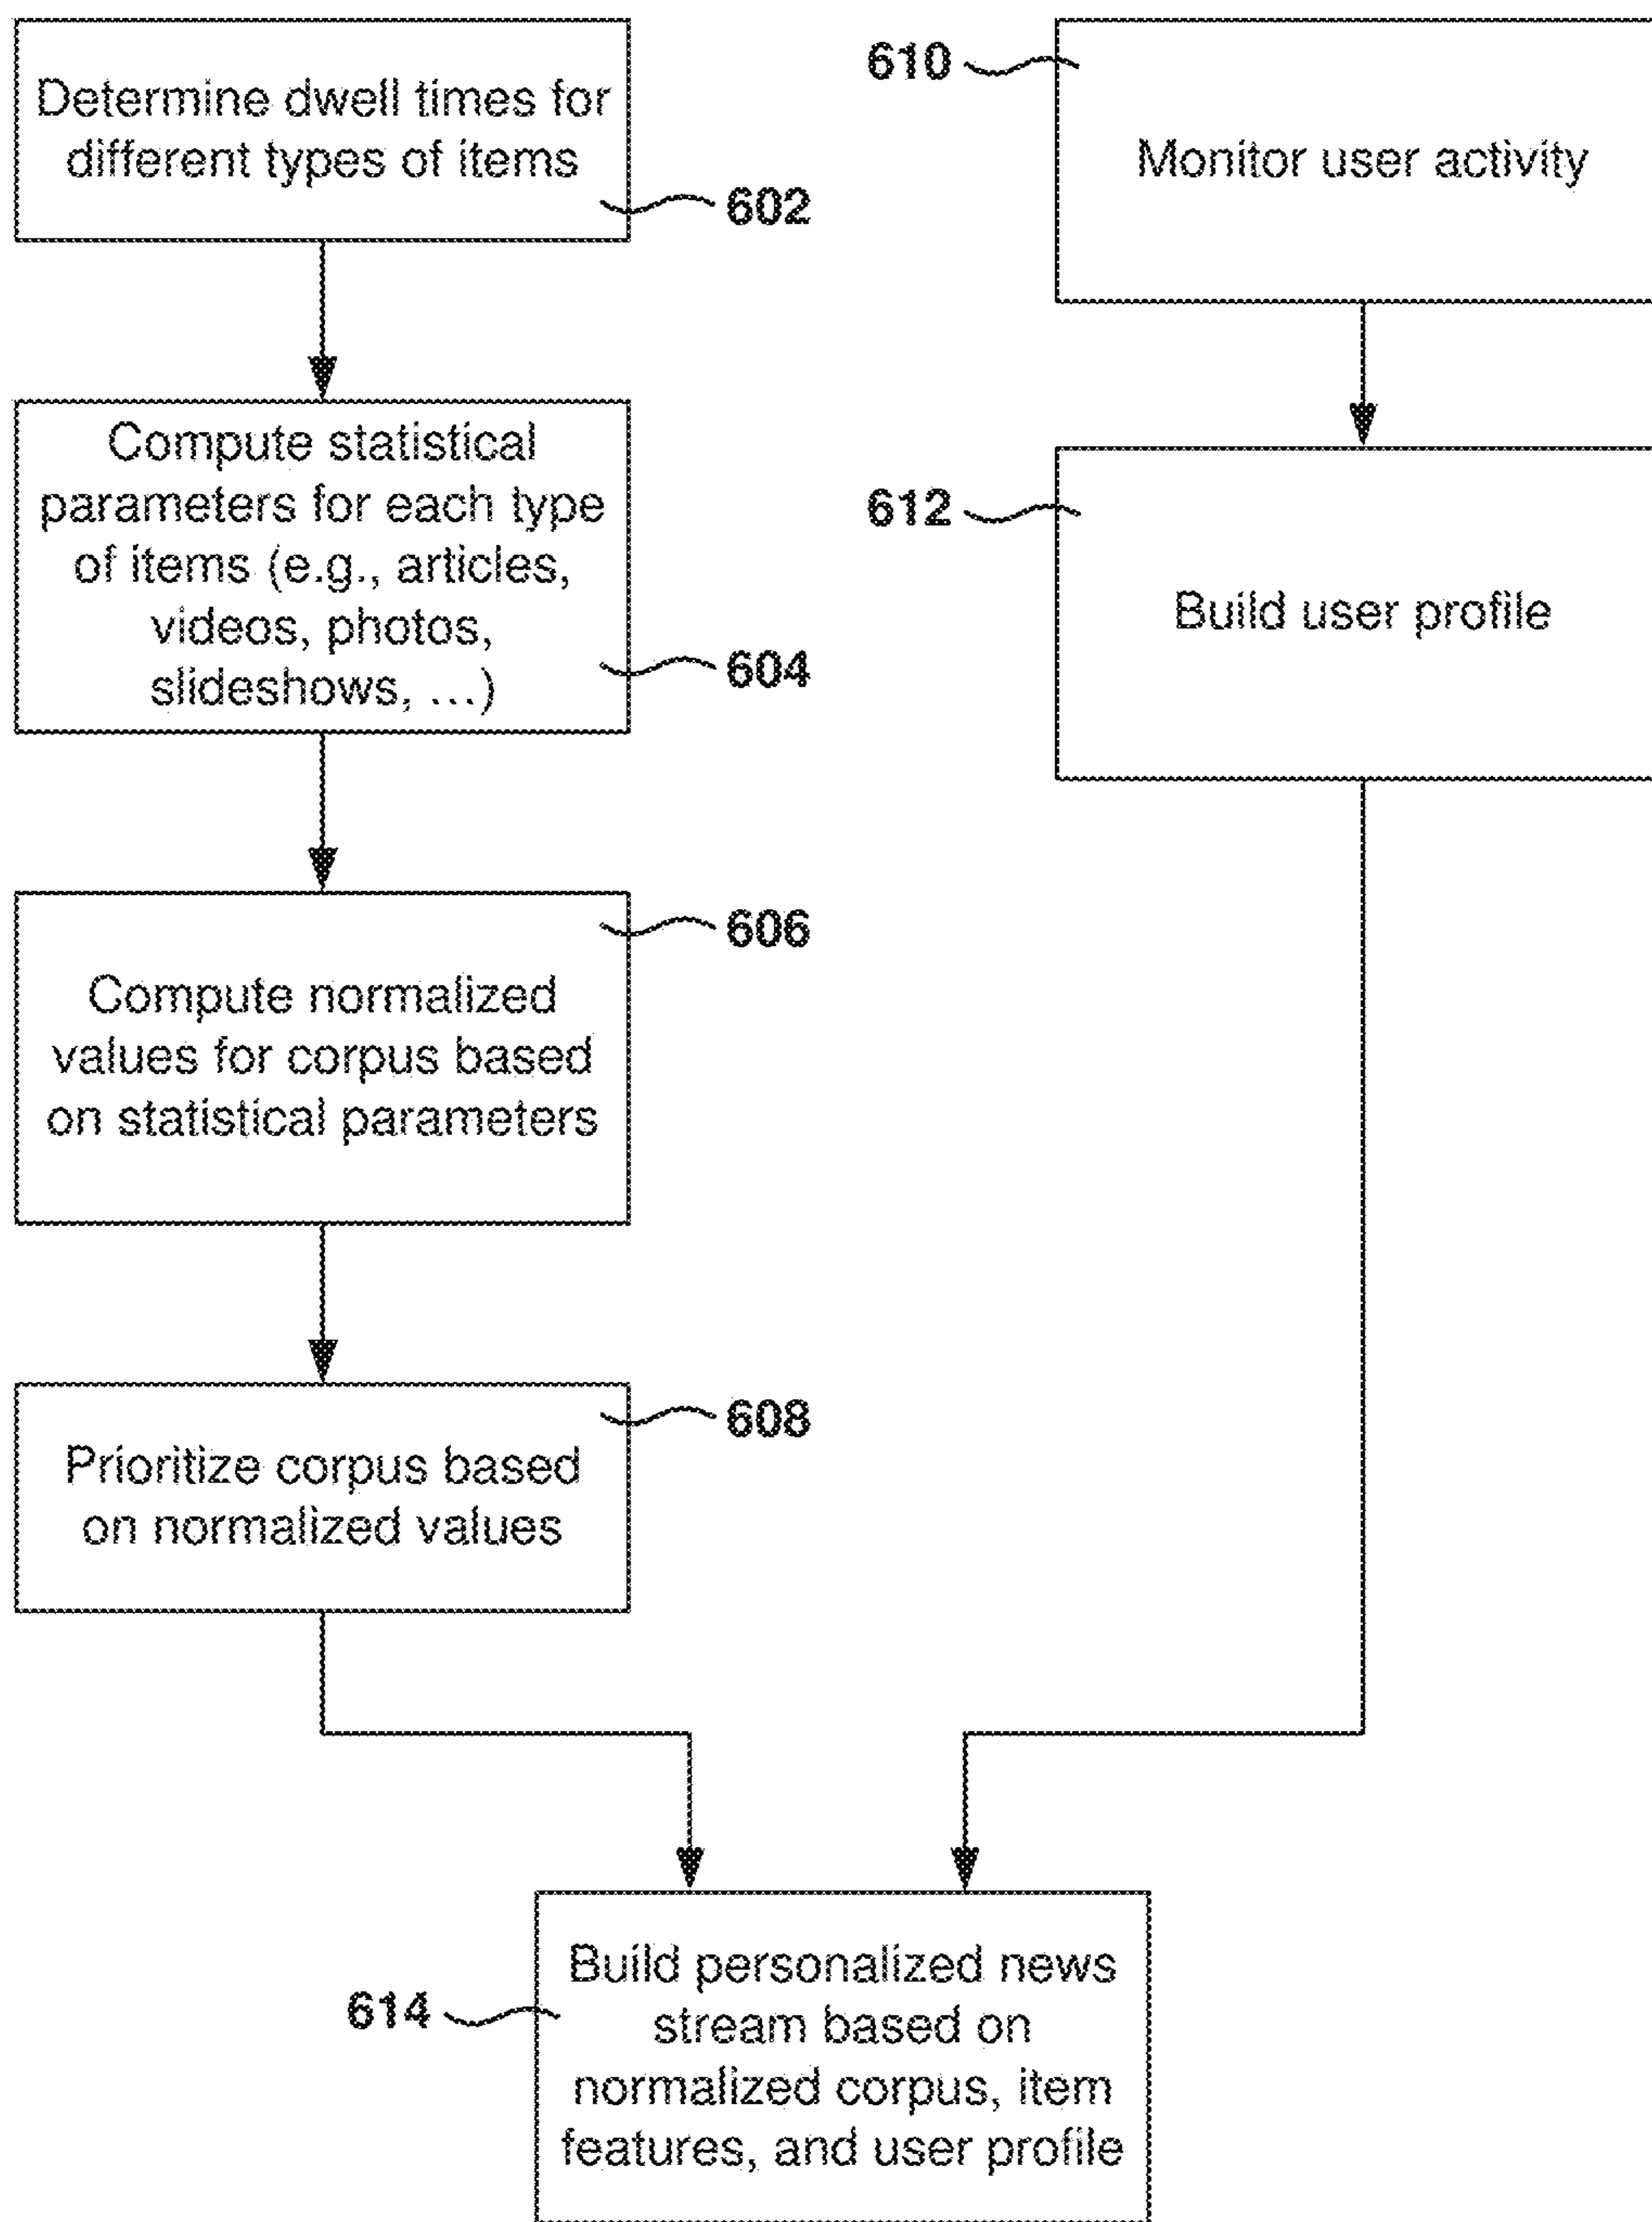 Determine dwell times for
different types of items
602
Compute statistical
parameters for each type
of items (e.g., articles,
videos, photos,
slideshows, ...)
604
606
Compute normalized
values for corpus based
on statistical parameters
608
Prioritize corpus based
on normalized values
610
Monitor user activity
612
Build user profile
614
Build personalized news
stream based on
normalized corpus, item
features, and user profile